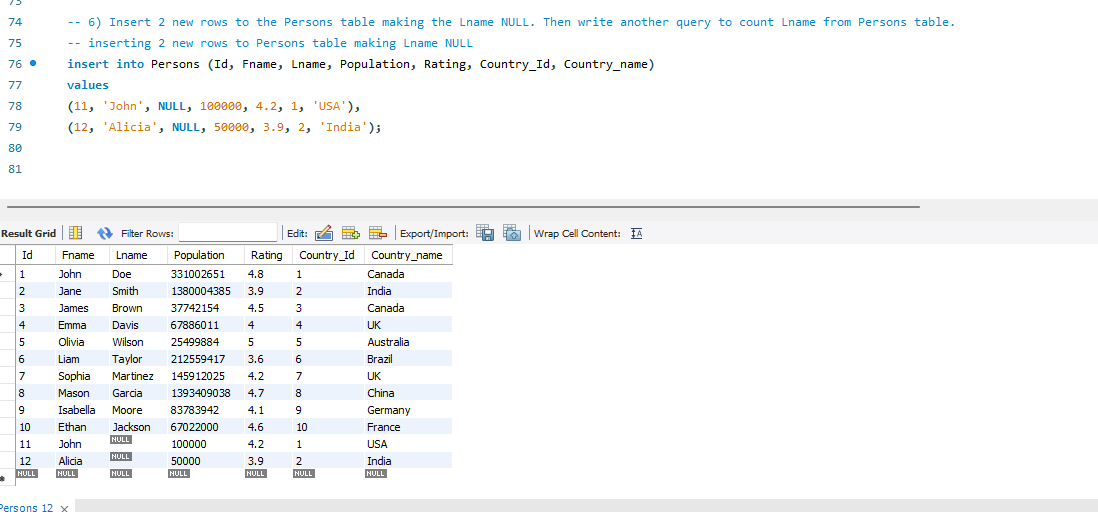 73
74 -- 6) Insert 2 new rows to the Persons table making the Lname NULL. Then write another query to count Lname from Persons table.
75 -- inserting 2 new rows to Persons table making Lname NULL
76 insert into Persons (Id, Fname, Lname, Population, Rating, Country_Id, Country_name)
77 values
78 (11, 'John', NULL, 100000, 4.2, 1, 'USA'),
79 (12, 'Alicia', NULL, 50000, 3.9, 2, 'India');
80
81
Result Grid Filter Rows: Edit: Export/Import: Wrap Cell Content:
Id Fname Lname Population Rating Country_Id Country_name
1 John Doe 331002651 4.8 1 Canada
2 Jane Smith 1380004385 3.9 2 India
3 James Brown 37742154 4.5 3 Canada
4 Emma Davis 67886011 4 4 UK
5 Olivia Wilson 25499884 5 5 Australia
6 Liam Taylor 212559417 3.6 6 Brazil
7 Sophia Martinez 145912025 4.2 7 UK
8 Mason Garcia 1393409038 4.7 8 China
9 Isabella Moore 83783942 4.1 9 Germany
10 Ethan Jackson 67022000 4.6 10 France
11 John NULL 100000 4.2 1 USA
12 Alicia NULL 50000 3.9 2 India
NULL NULL NULL NULL NULL NULL NULL
Persons 12